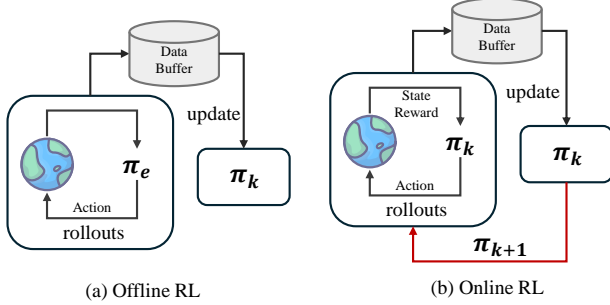 Data
Buffer
update
π_e
Action
rollouts
π_k
(a) Offline RL
Data
Buffer
State
Reward
update
π_k
Action
rollouts
π_k
π_{k+1}
(b) Online RL